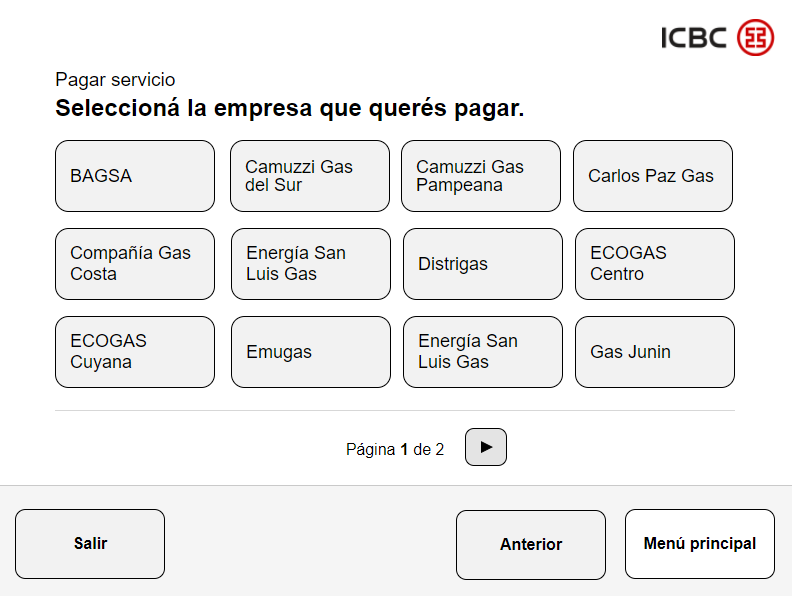 ICBC
Pagar servicio
Seleccioná la empresa que querés pagar.
BAGSA
Camuzzi Gas
del Sur
Camuzzi Gas
Pampeana
Carlos Paz Gas
Compañía Gas
Costa
Energía San
Luis Gas
Distrigas
ECOGAS
Centro
ECOGAS
Cuyana
Emugas
Energía San
Luis Gas
Gas Junin
Página 1 de 2
Salir
Anterior
Menú principal